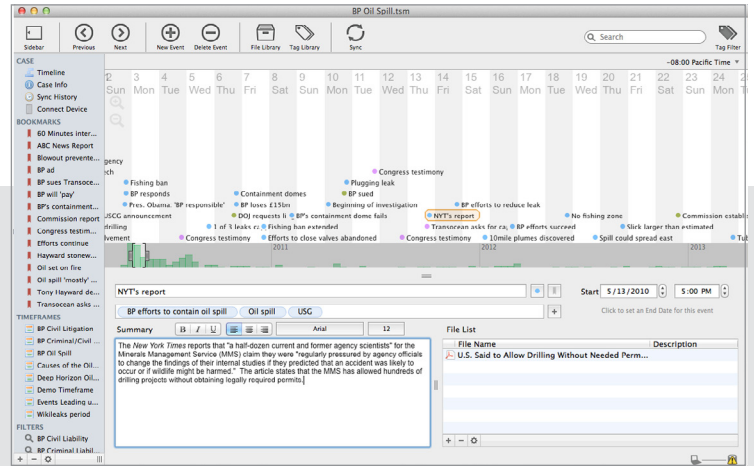 BP Oil Spill.tsm
Sidebar Previous Next New Event Delete Event File Library Tag Library Sync Search Tag Filter
CASE
Timeline
Case Info
Sync History
Connect Device
BOOKMARKS
60 Minutes inter...
ABC News Report
Blowout prevente...
BP ad
BP sues Transoce...
BP will 'pay'
BP's containment...
Commission report
Congress testim...
Efforts continue
Hayward stonew...
Oil set on fire
Oil spill 'mostly' ...
Tony Hayward de...
Transocean asks ...
TIMEFRAMES
BP Civil Litigation
BP Criminal/Civil ...
BP Oil Spill
Causes of the Oil...
Deep Horizon Oil...
Demo Timeframe
Events Leading u...
Wikileaks period
FILTERS
BP Civil Liability
BP Criminal Liabil...
-08:00 Pacific Time
2 3 4 5 6 7 8 9 10 11 12 13 14 15 16 17 18 19 20 21 22 23 24
Sun Mon Tue Wed Thu Fri Sat Sun Mon Tue Wed Thu Fri Sat Sun Mon Tue Wed Thu Fri Sat Sun Mon
gency
ech Congress testimony
Fishing ban Plugging leak
BP responds Containment domes BP sued
Pres. Obama: 'BP responsible' BP loses £15bn Beginning of investigation BP efforts to reduce leak
USCG announcement DOJ requests li BP's containment dome fails NYT's report No fishing zone Commission establis
drilling 1 of 3 leaks ca Fishing ban extended Transocean asks for cap BP efforts succeed Slick larger than estimated
lvement Congress testimony Efforts to close valves abandoned Congress testimony 10mile plumes discovered Spill could spread east
2011 2012 2013
NYT's report
Start 5/13/2010 5:00 PM
BP efforts to contain oil spill Oil spill USG
Click to set an End Date for this event
Summary B I U Arial 12
The New York Times reports that "a half-dozen current and former agency scientists" for the
Minerals Management Service (MMS) claim they were "regularly pressured by agency officials
to change the findings of their internal studies if they predicted that an accident was likely to
occur or if wildlife might be harmed." The article states that the MMS has allowed hundreds of
drilling projects without obtaining legally required permits.
File List
File Name Description
U.S. Said to Allow Drilling Without Needed Perm...